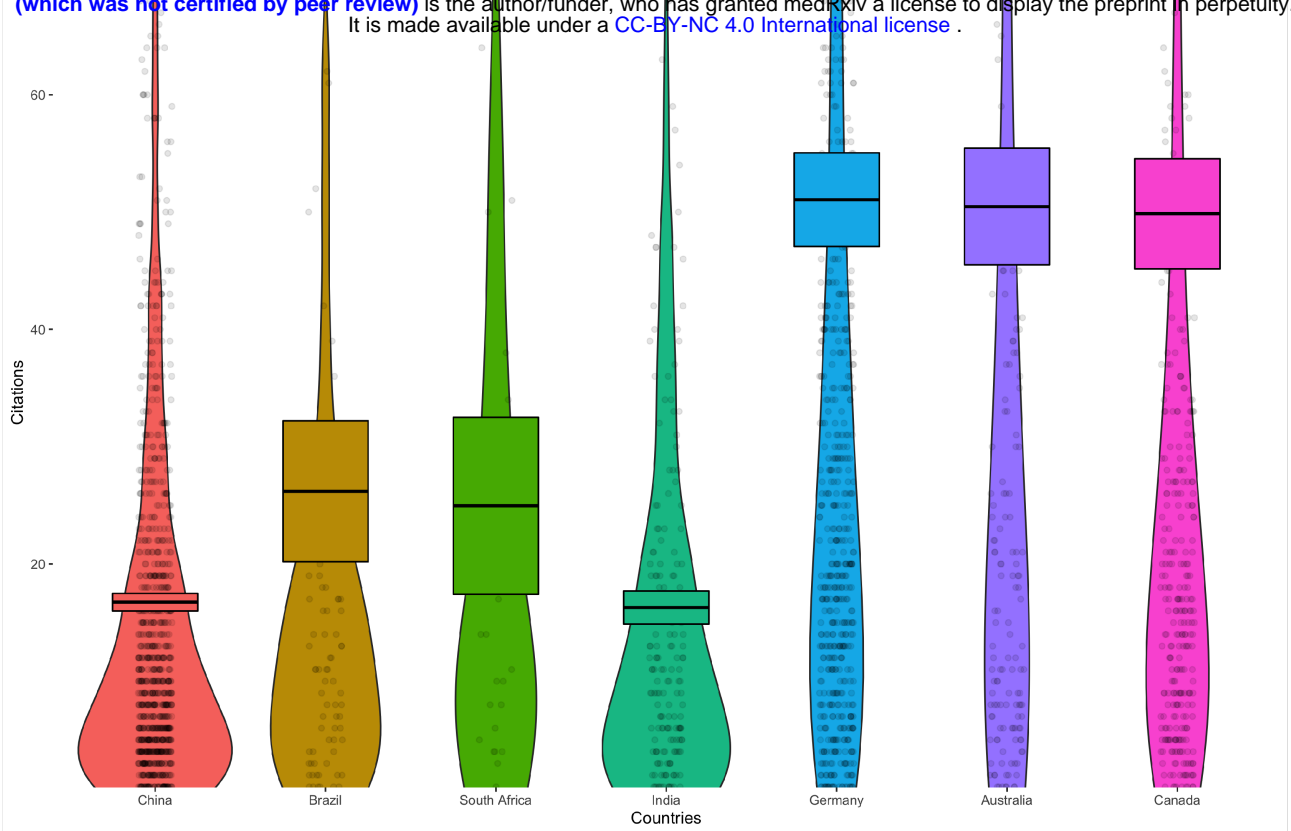 (which was not certified by peer review) is the author/funder, who has granted medRxiv a license to display the preprint in perpetuity.
It is made available under a CC-BY-NC 4.0 International license .
60
40
20
Citations
China Brazil South Africa India Germany Australia Canada
Countries